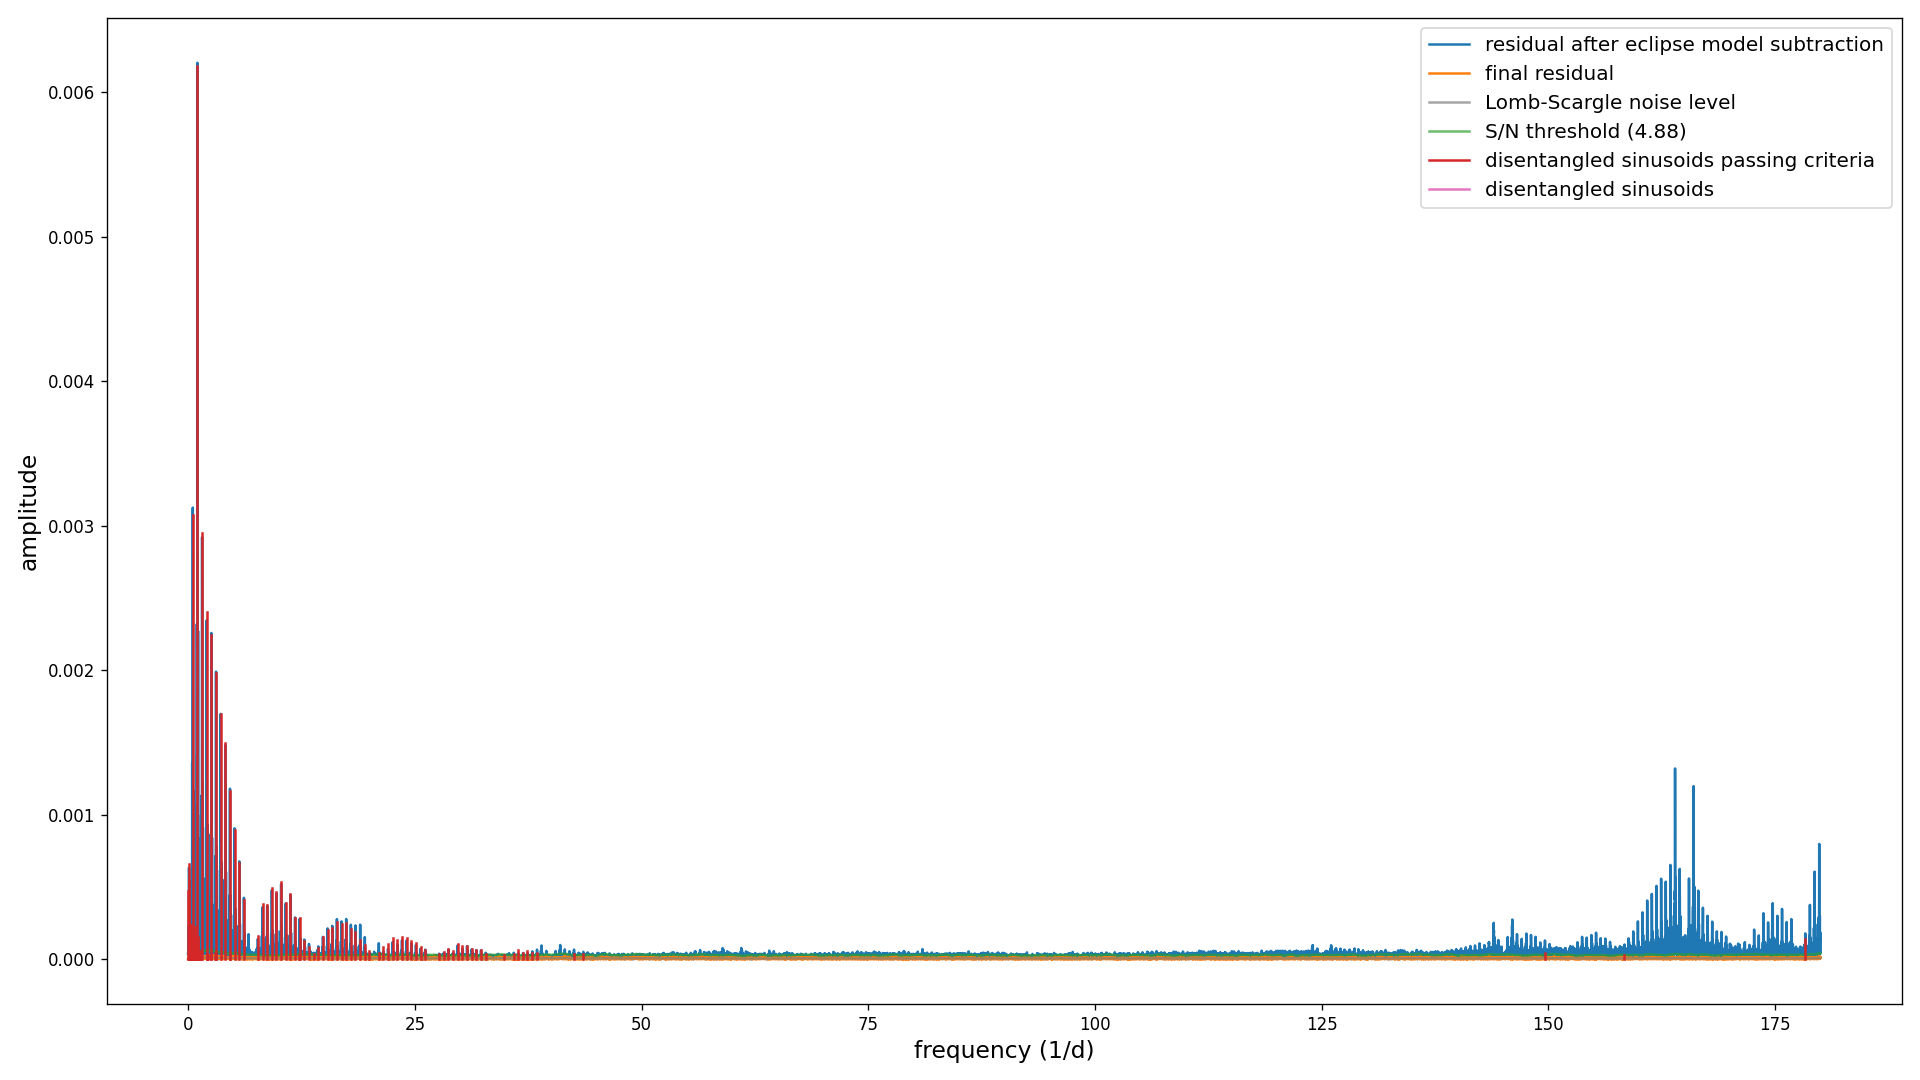 residual after eclipse model subtraction
final residual
Lomb-Scargle noise level
S/N threshold (4.88)
disentangled sinusoids passing criteria
disentangled sinusoids
amplitude
0.006
0.005
0.004
0.003
0.002
0.001
0.000
0 25 50 75 100 125 150 175
frequency (1/d)